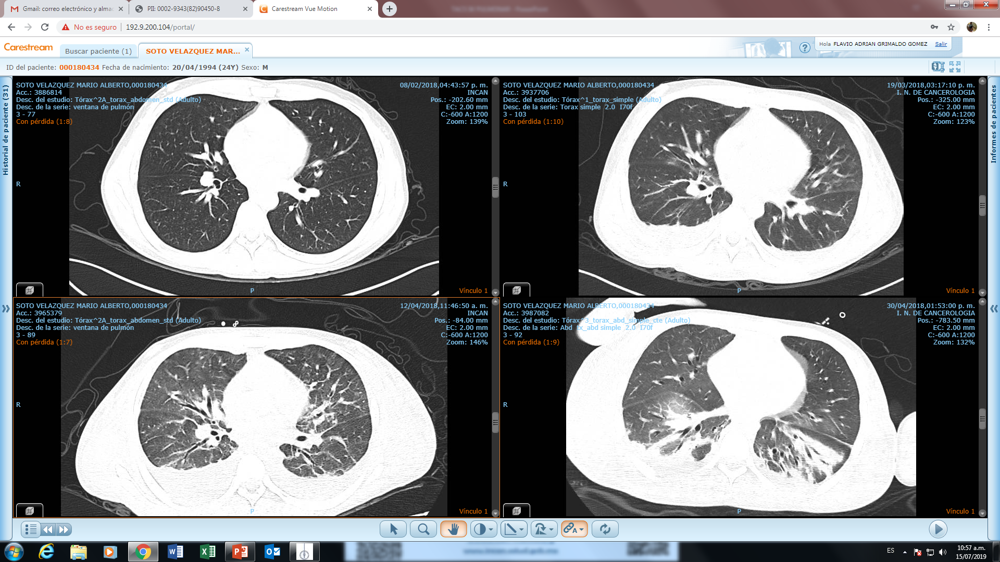 Gmail: correo electrónico y almac
PII: 0002-9343(82)90450-8
Carestream Vue Motion
No es seguro
192.9.200.104/portal/
Carestream
Buscar paciente (1)
SOTO VELAZQUEZ MAR...
Hola FLAVIO ADRIAN GRIMALDO GOMEZ
Salir
ID del paciente: 000180434 Fecha de nacimiento: 20/04/1994 (24Y) Sexo: M
Historial de paciente (31)
Informes de pacientes
SOTO VELAZQUEZ MARIO ALBERTO,000180434
Acc.: 3886814
Desc. del estudio: Tórax^2A_torax_abdomen_std (Adulto)
Desc. de la serie: ventana de pulmón
3 - 77
Con pérdida (1:8)
08/02/2018,04:43:57 p. m.
INCAN
Pos.: -202.60 mm
EC: 2.00 mm
C:-600 A:1200
Zoom: 139%
R
P
Vínculo 1
SOTO VELAZQUEZ MARIO ALBERTO,000180434
Acc.: 3937706
Desc. del estudio: Tórax^1_torax_simple (Adulto)
Desc. de la serie: Torax simple 2.0 I70f
3 - 103
Con pérdida (1:10)
19/03/2018,03:17:10 p. m.
I. N. DE CANCEROLOGIA
Pos.: -325.00 mm
EC: 2.00 mm
C:-600 A:1200
Zoom: 123%
R
P
Vínculo 1
SOTO VELAZQUEZ MARIO ALBERTO,000180434
Acc.: 3965379
Desc. del estudio: Tórax^2A_torax_abdomen_std (Adulto)
Desc. de la serie: ventana de pulmón
3 - 89
Con pérdida (1:7)
12/04/2018,11:46:50 a. m.
INCAN
Pos.: -84.00 mm
EC: 2.00 mm
C:-600 A:1200
Zoom: 146%
R
P
Vínculo 1
SOTO VELAZQUEZ MARIO ALBERTO,000180434
Acc.: 3987082
Desc. del estudio: Tórax^3_torax_abd_simple_cte (Adulto)
Desc. de la serie: Abd tx_abd simple 2.0 I70f
3 - 92
Con pérdida (1:9)
30/04/2018,01:53:00 p. m.
I. N. DE CANCEROLOGIA
Pos.: -783.50 mm
EC: 2.00 mm
C:-600 A:1200
Zoom: 132%
R
P
Vínculo 1
ES
10:57 a.m.
15/07/2019